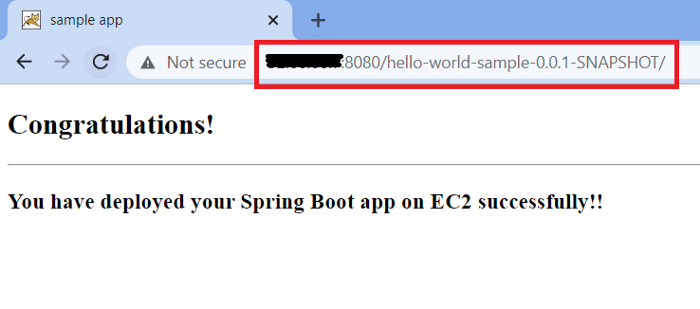 sample app
Not secure :8080/hello-world-sample-0.0.1-SNAPSHOT/
Congratulations!
You have deployed your Spring Boot app on EC2 successfully!!